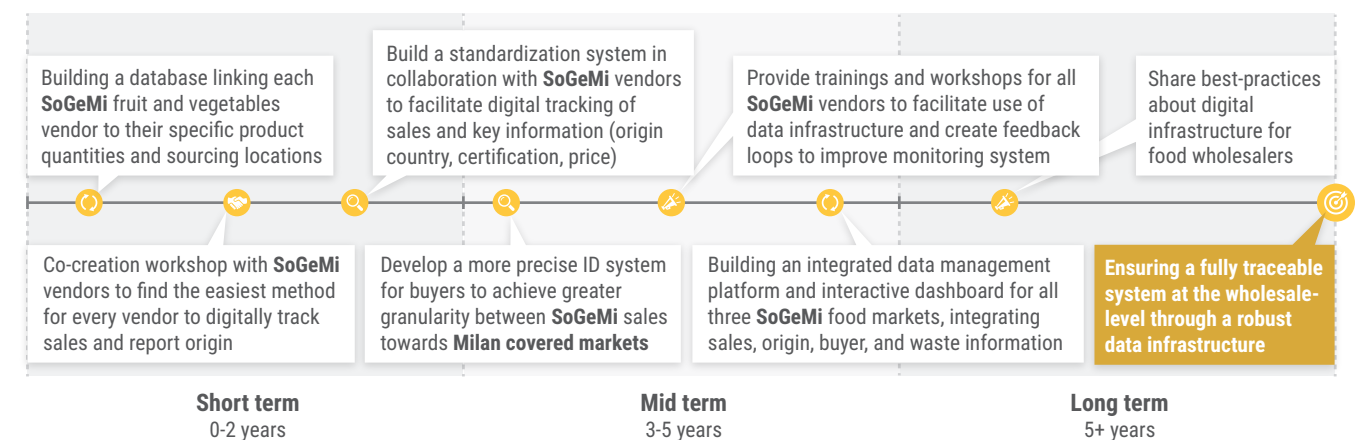 Building a database linking each
SoGeMi fruit and vegetables
vendor to their specific product
quantities and sourcing locations
Build a standardization system in
collaboration with SoGeMi vendors
to facilitate digital tracking of
sales and key information (origin
country, certification, price)
Provide trainings and workshops for all
SoGeMi vendors to facilitate use of
data infrastructure and create feedback
loops to improve monitoring system
Share best-practices
about digital
infrastructure for
food wholesalers
Co-creation workshop with SoGeMi
vendors to find the easiest method
for every vendor to digitally track
sales and report origin
Develop a more precise ID system
for buyers to achieve greater
granularity between SoGeMi sales
towards Milan covered markets
Building an integrated data management
platform and interactive dashboard for all
three SoGeMi food markets, integrating
sales, origin, buyer, and waste information
Ensuring a fully traceable
system at the wholesale-
level through a robust
data infrastructure
Short term
0-2 years
Mid term
3-5 years
Long term
5+ years